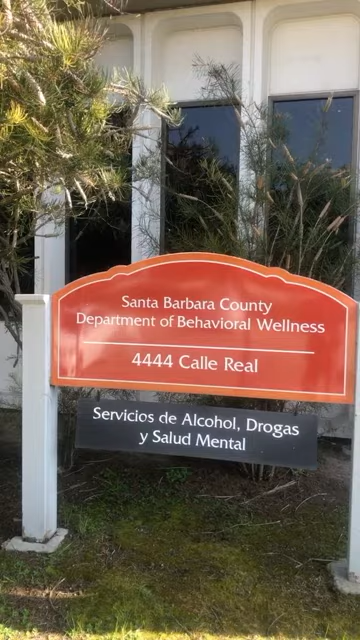 Santa Barbara County
Department of Behavioral Wellness
4444 Calle Real
Servicios de Alcohol, Drogas
y Salud Mental